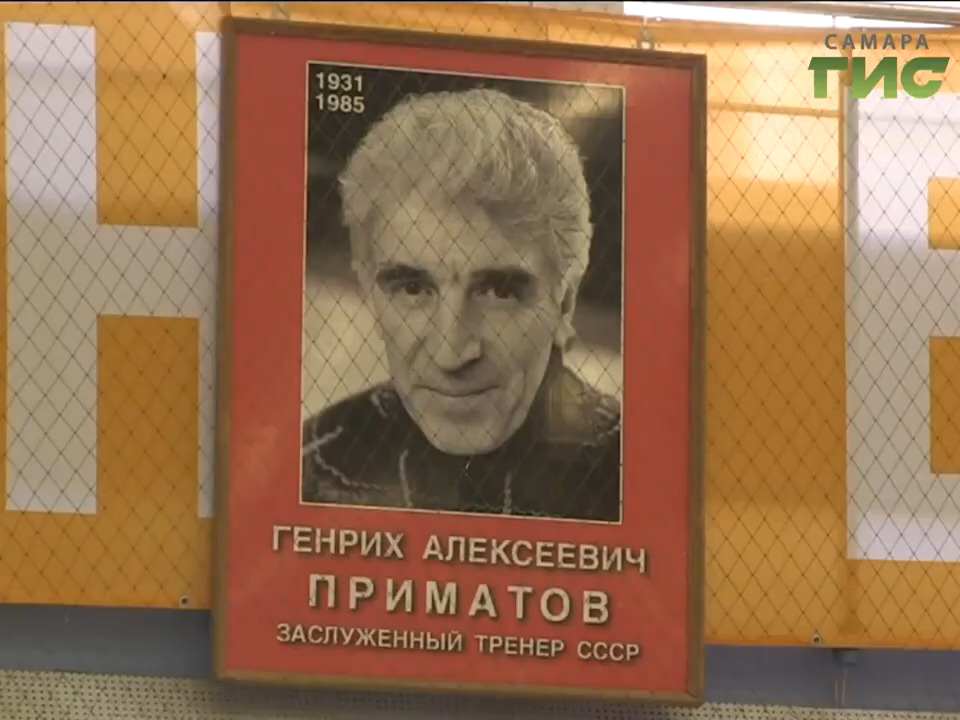 САМАРА
ГИС
1931
1985
ГЕНРИХ АЛЕКСЕЕВИЧ
ПРИМАТОВ
ЗАСЛУЖЕННЫЙ ТРЕНЕР СССР